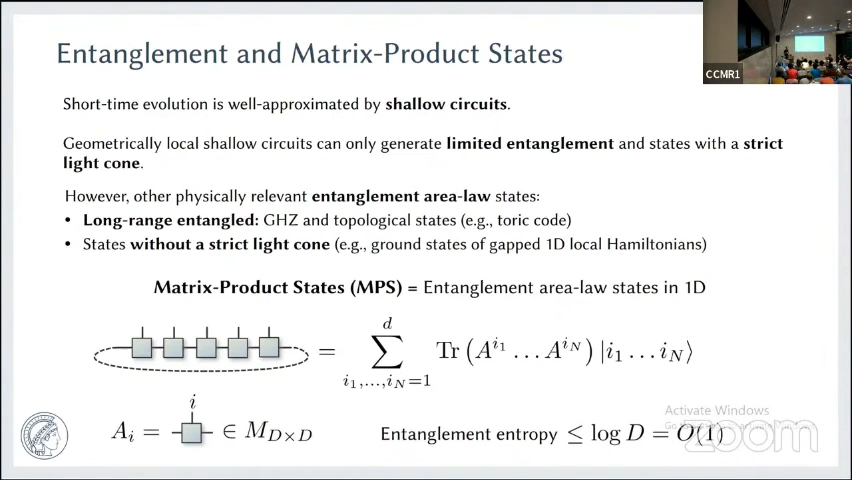 Entanglement and Matrix-Product States
CCMR1
Short-time evolution is well-approximated by shallow circuits.
Geometrically local shallow circuits can only generate limited entanglement and states with a strict
light cone.
However, other physically relevant entanglement area-law states:
• Long-range entangled: GHZ and topological states (e.g., toric code)
• States without a strict light cone (e.g., ground states of gapped 1D local Hamiltonians)
Matrix-Product States (MPS) = Entanglement area-law states in 1D
= \sum_{i_1,\dots,i_N=1}^{d} Tr (A^{i_1} \dots A^{i_N}) |i_1 \dots i_N⟩
i
A_i = ∈ M_{D×D}
Entanglement entropy ≤ log D = O(1)
Activate Windows
zoom